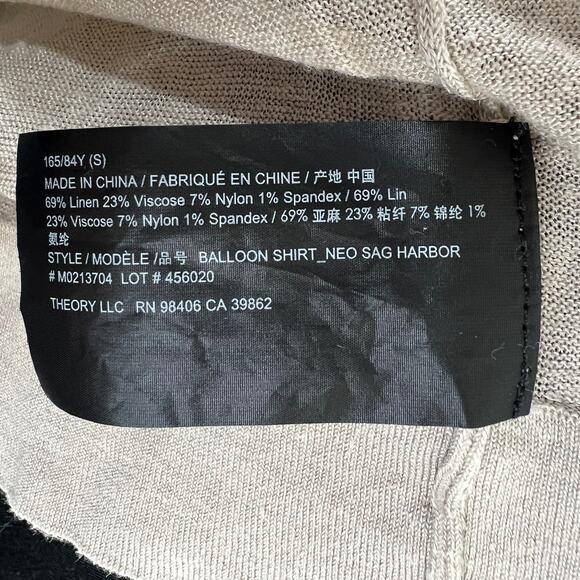 165/84Y (S)
MADE IN CHINA / FABRIQUÉ EN CHINE / 产地 中国
69% Linen 23% Viscose 7% Nylon 1% Spandex / 69% Lin
23% Viscose 7% Nylon 1% Spandex / 69% 亚麻 23% 粘纤 7% 锦纶 1%
氨纶
STYLE / MODÈLE /品号 BALLOON SHIRT_NEO SAG HARBOR
# M0213704 LOT # 456020
THEORY LLC RN 98406 CA 39862